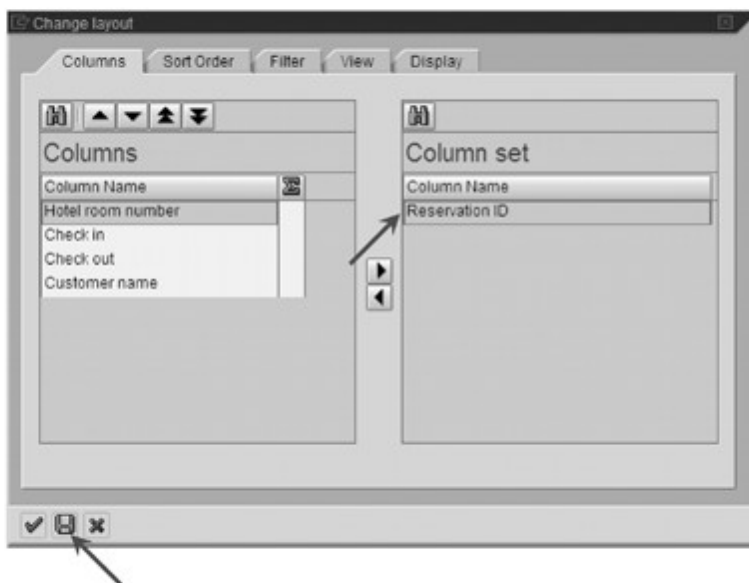 Change layout
Columns Sort Order Filter View Display
Columns
Column Name
Hotel room number
Check in
Check out
Customer name
Column set
Column Name
Reservation ID